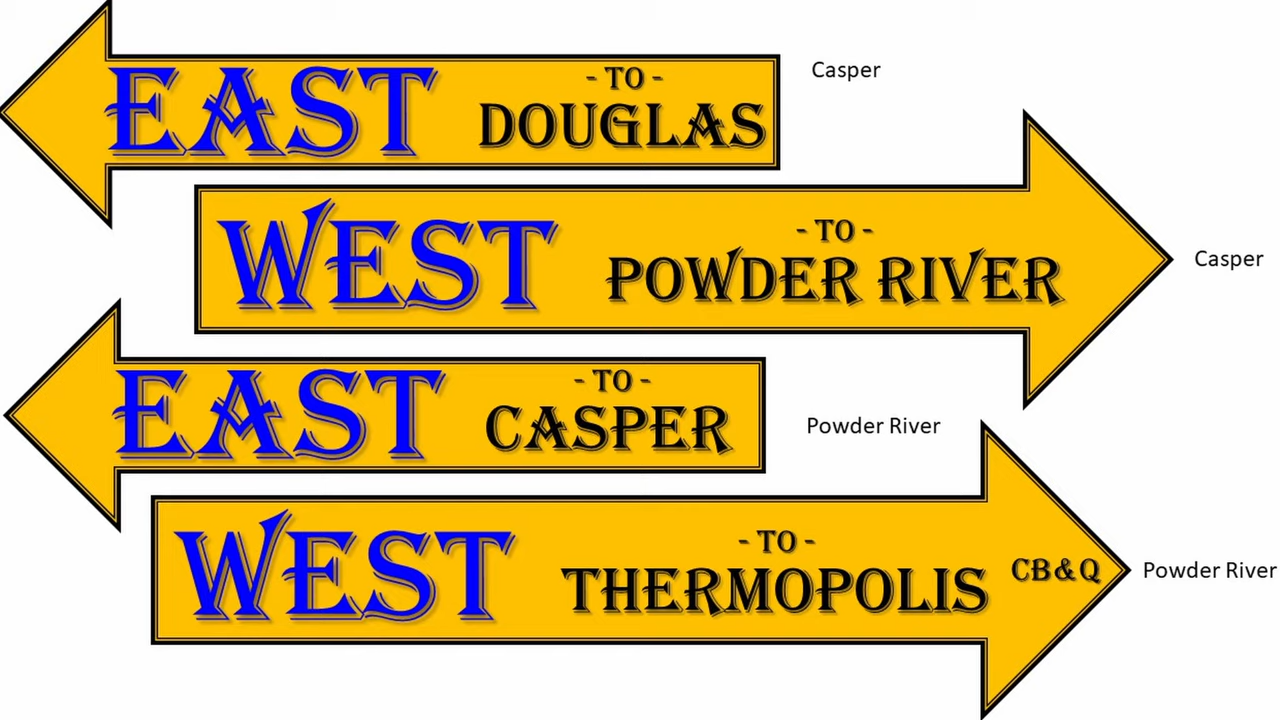 EAST
- TO -
DOUGLAS
Casper
WEST
- TO -
POWDER RIVER
Casper
EAST
- TO -
CASPER
Powder River
WEST
- TO -
THERMOPOLIS
CB&Q
Powder River